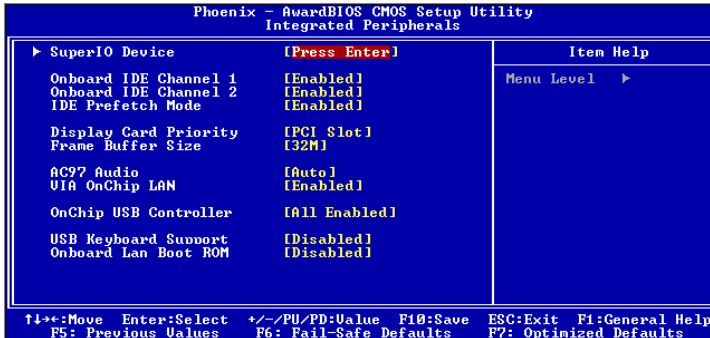 Phoenix - AwardBIOS CMOS Setup Utility
Integrated Peripherals
▶ SuperIO Device [Press Enter] Item Help
Onboard IDE Channel 1 [Enabled] Menu Level ▶
Onboard IDE Channel 2 [Enabled]
IDE Prefetch Mode [Enabled]
Display Card Priority [PCI Slot]
Frame Buffer Size [32M]
AC97 Audio [Auto]
VIA OnChip LAN [Enabled]
OnChip USB Controller [All Enabled]
USB Keyboard Support [Disabled]
Onboard Lan Boot ROM [Disabled]
↑↓→←:Move Enter:Select +/-/PU/PD:Value F10:Save ESC:Exit F1:General Help
F5: Previous Values F6: Fail-Safe Defaults F7: Optimized Defaults